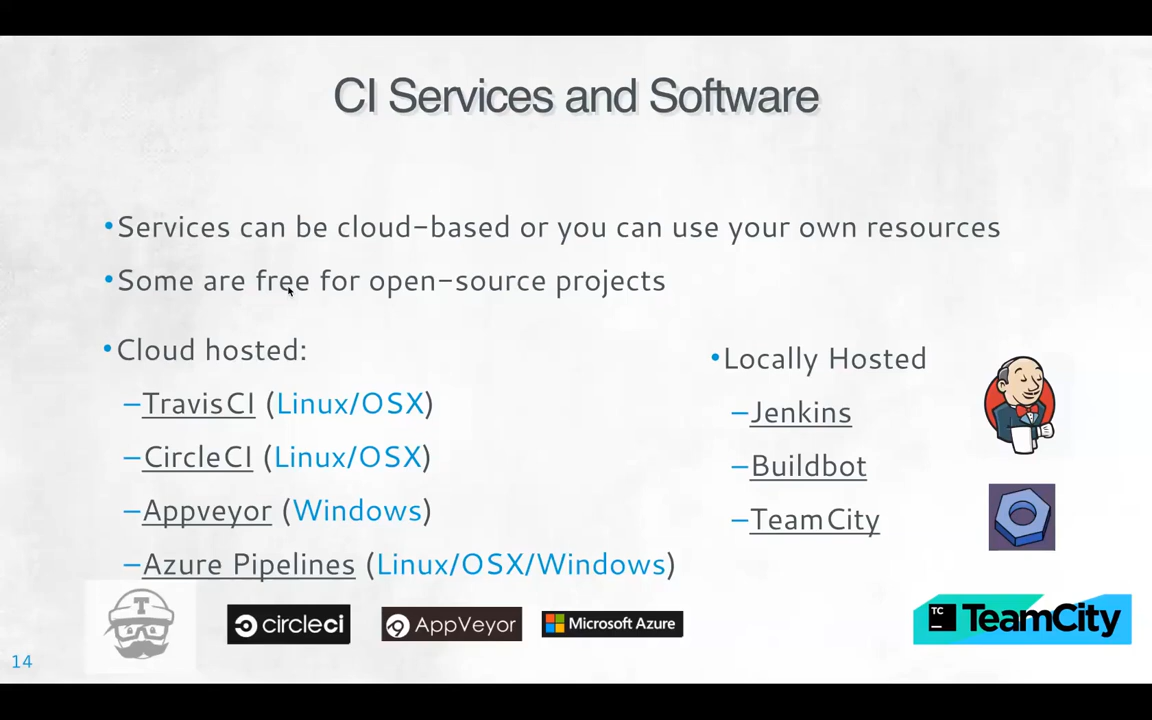 CI Services and Software
•Services can be cloud-based or you can use your own resources
•Some are free for open-source projects
•Cloud hosted:
–TravisCI (Linux/OSX)
–CircleCI (Linux/OSX)
–Appveyor (Windows)
–Azure Pipelines (Linux/OSX/Windows)
•Locally Hosted
–Jenkins
–Buildbot
–TeamCity
T
circleci
AppVeyor
Microsoft Azure
TC
TeamCity
14